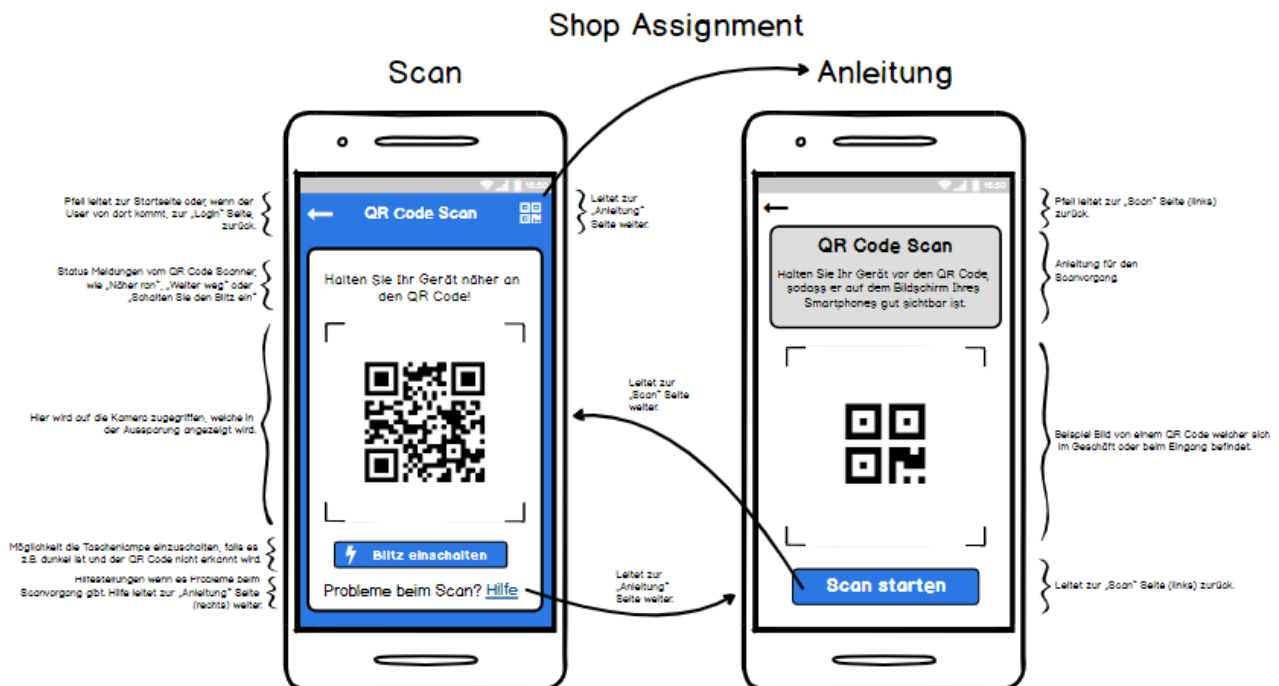 Shop Assignment
Scan
Anleitung
Pfeil leitet zur Startseite oder, wenn der
User von dort kommt, zur „Login“ Seite,
zurück.
Status Meldungen vom QR Code Scanner,
wie „Näher ran“, „Weiter weg“ oder
„Schalten Sie den Blitz ein“
Hier wird auf die Kamera zugegriffen, welche in
der Aussparung angezeigt wird.
Möglichkeit die Taschenlampe einzuschalten, falls es
z.B. dunkel ist und der QR Code nicht erkannt wird.
Hilfestellungen wenn es Probleme beim
Scanvorgang gibt. Hilfe leitet zur „Anleitung“ Seite
(rechts) weiter.
16:50
QR Code Scan
Halten Sie Ihr Gerät näher an
den QR Code!
Blitz einschalten
Probleme beim Scan? Hilfe
Leitet zur
„Anleitung“
Seite weiter.
Leitet zur
„Scan“ Seite
weiter.
Leitet zur
„Anleitung“
Seite weiter.
16:50
QR Code Scan
Halten Sie Ihr Gerät vor den QR Code,
sodass er auf dem Bildschirm Ihres
Smartphones gut sichtbar ist.
Scan starten
Pfeil leitet zur „Scan“ Seite (links)
zurück.
Anleitung für den
Scanvorgang
Beispiel Bild von einem QR Code welcher sich
im Geschäft oder beim Eingang befindet.
Leitet zur „Scan“ Seite (links) zurück.